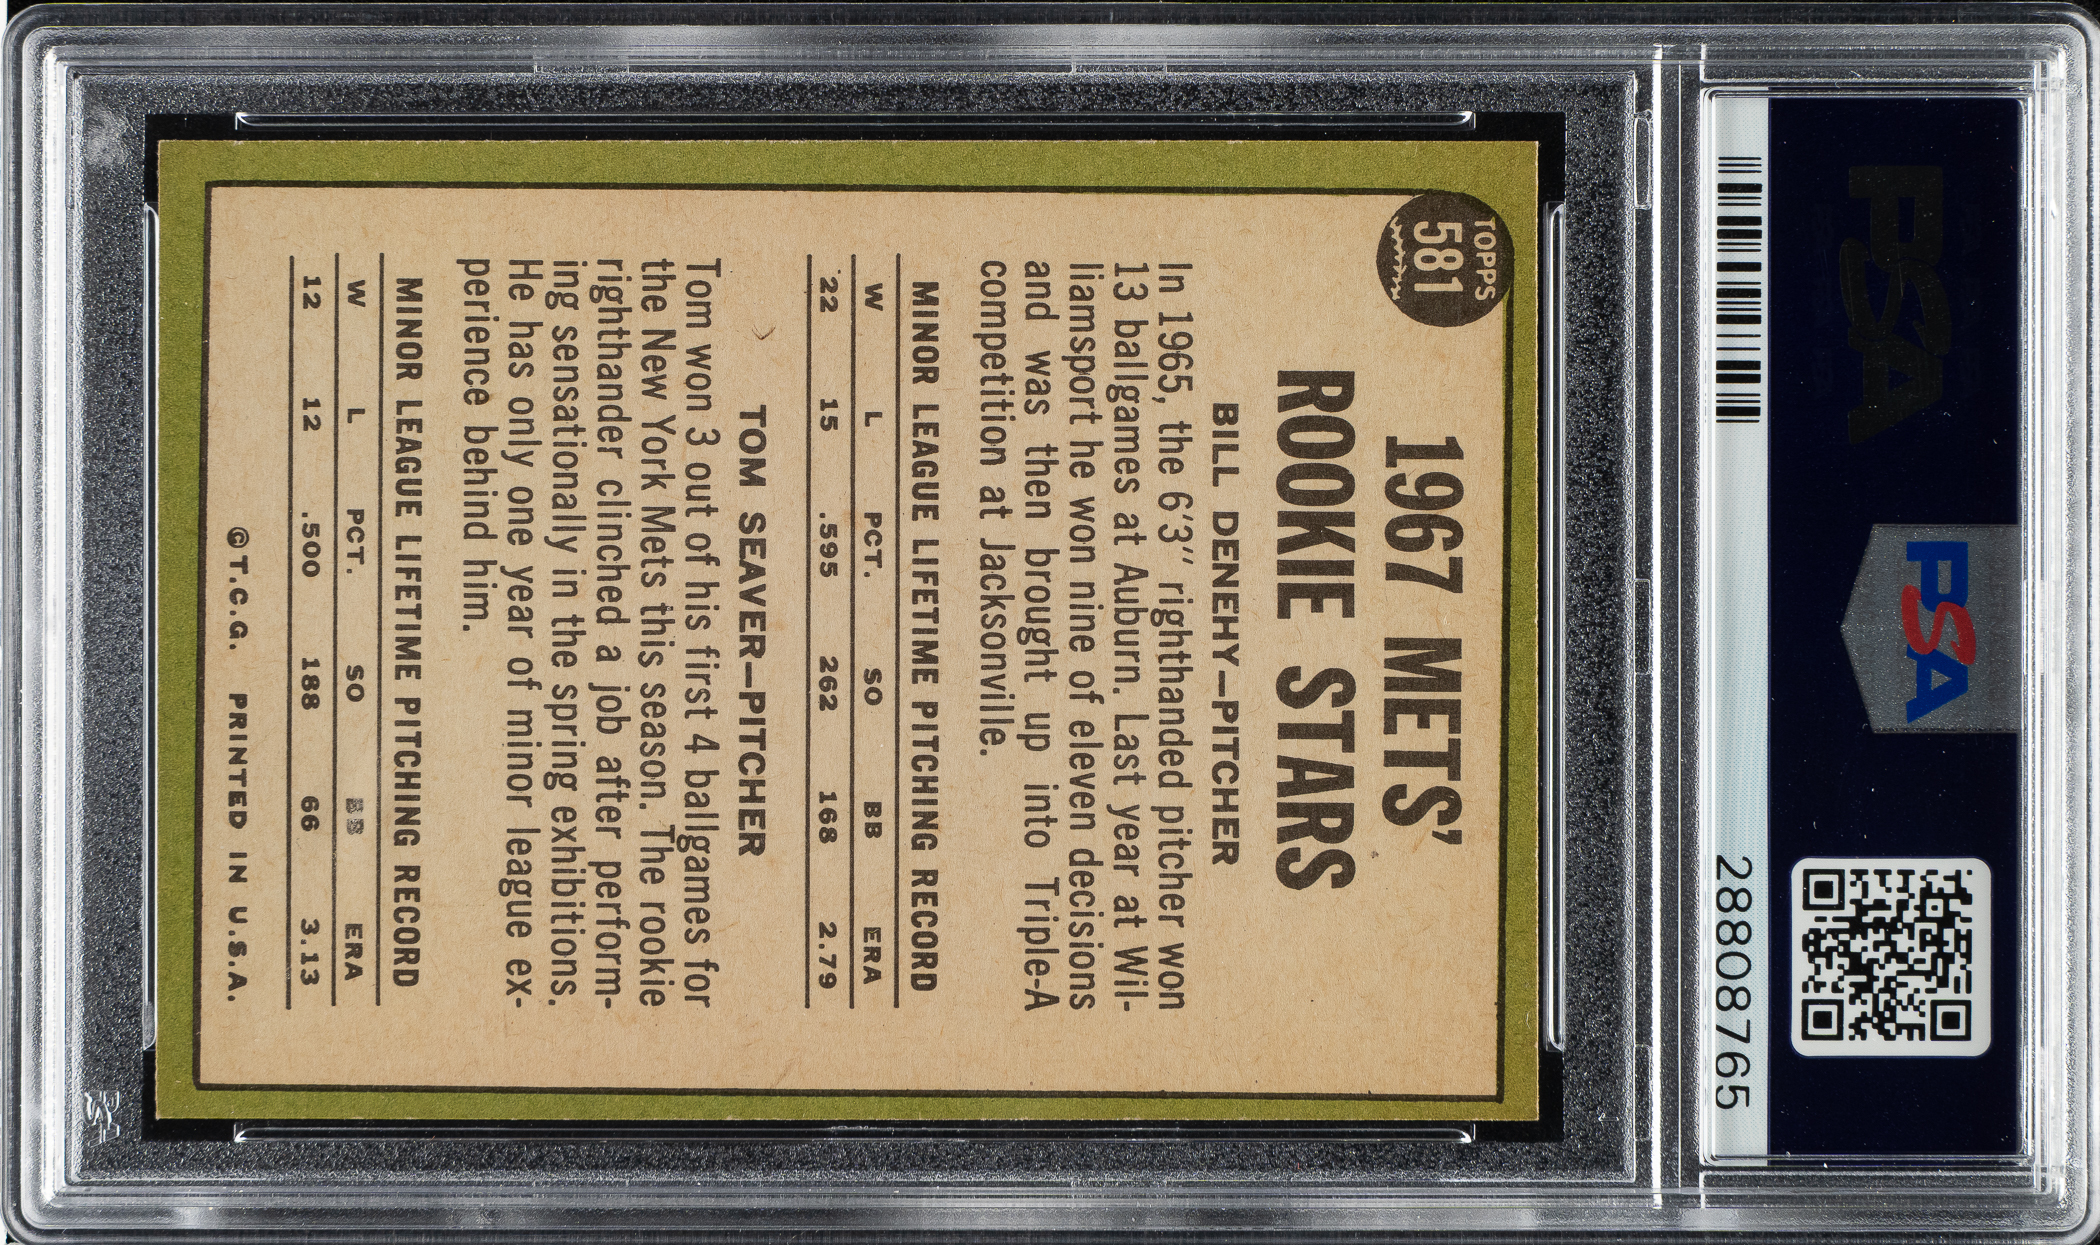 PSA
PSA
28808765
TOPPS
581
1967 METS'
ROOKIE STARS
BILL DENEHY—PITCHER
In 1965, the 6'3" righthanded pitcher won
13 ballgames at Auburn. Last year at Wil-
liamsport he won nine of eleven decisions
and was then brought up into Triple-A
competition at Jacksonville.
MINOR LEAGUE LIFETIME PITCHING RECORD
W L PCT. SO BB ERA
22 15 .595 262 168 2.79
TOM SEAVER—PITCHER
Tom won 3 out of his first 4 ballgames for
the New York Mets this season. The rookie
righthander clinched a job after perform-
ing sensationally in the spring exhibitions.
He has only one year of minor league ex-
perience behind him.
MINOR LEAGUE LIFETIME PITCHING RECORD
W L PCT. SO BB ERA
12 12 .500 188 66 3.13
©T.C.G. PRINTED IN U.S.A.
PSA